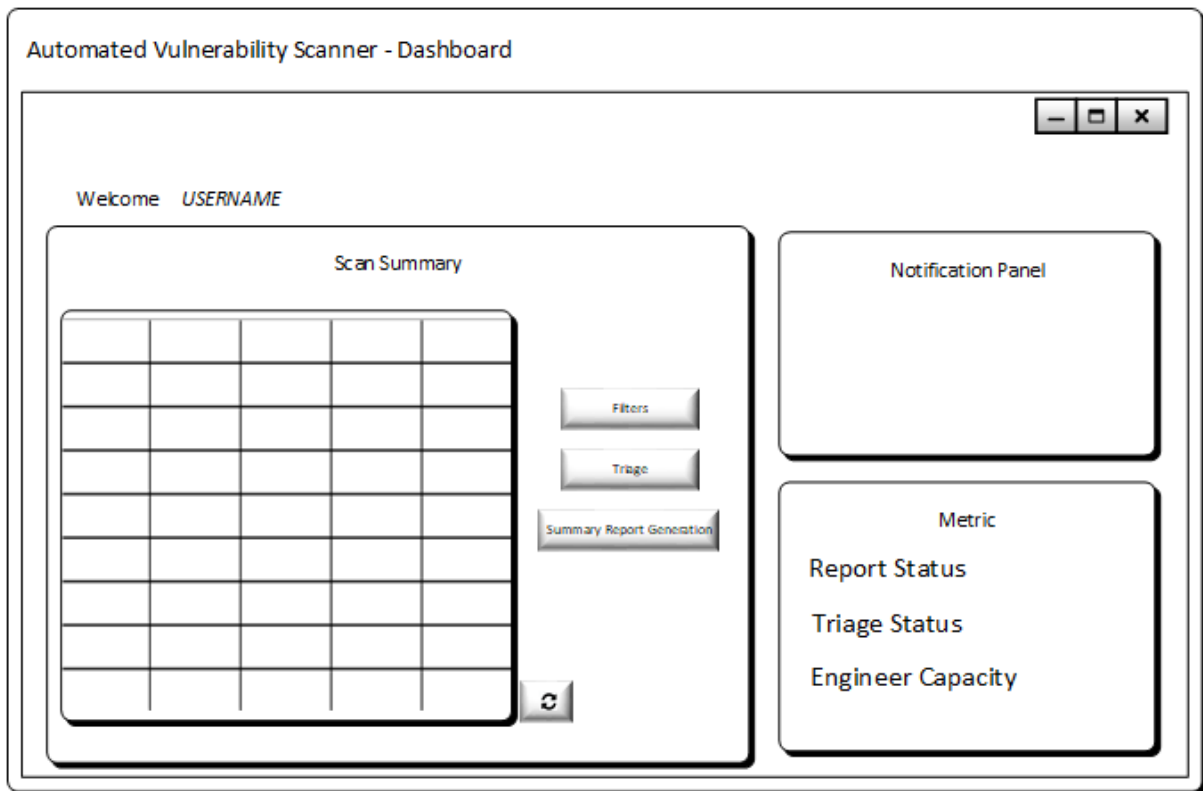 Automated Vulnerability Scanner - Dashboard
Welcome USERNAME
Scan Summary
Filters
Triage
Summary Report Generation
Notification Panel
Metric
Report Status
Triage Status
Engineer Capacity